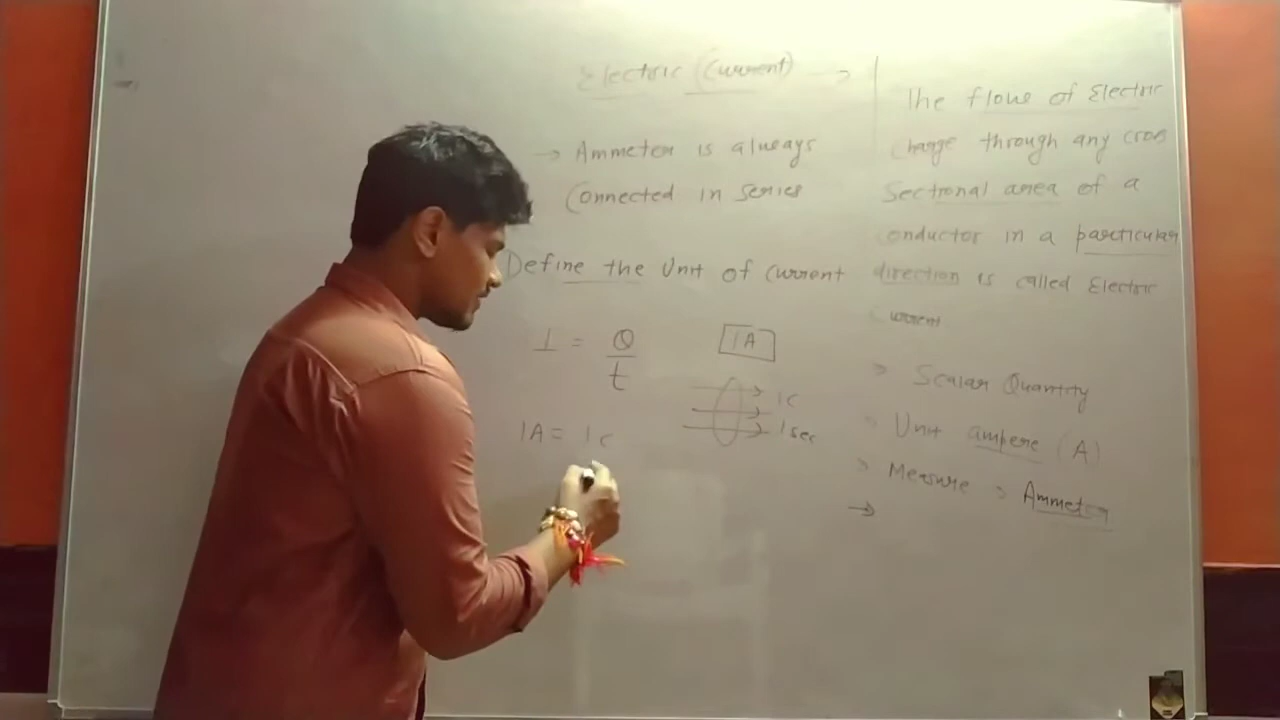 Electric (Current) →
→ Ammeter is always
Connected in series
Define the Unit of Current
I = Q
t
1A
1C
1 sec
1A = 1C
The flow of Electric
Charge through any cross
Sectional area of a
conductor in a particular
direction is called Electric
Current
> Scalar Quantity
> Unit ampere (A)
> Measure > Ammeter
→